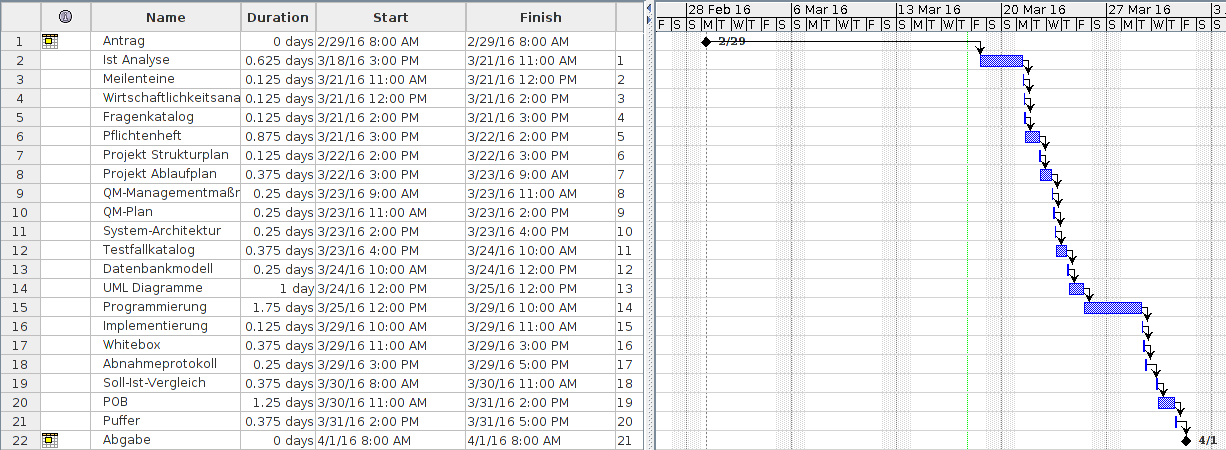 Name Duration Start Finish
28 Feb 16 6 Mar 16 13 Mar 16 20 Mar 16 27 Mar 16 3
F S S M T W T F S S M T W T F S S M T W T F S S M T W T F S S M T W T F S
1 Antrag 0 days 2/29/16 8:00 AM 2/29/16 8:00 AM 2/29
2 Ist Analyse 0.625 days 3/18/16 3:00 PM 3/21/16 11:00 AM 1
3 Meilenteine 0.125 days 3/21/16 11:00 AM 3/21/16 12:00 PM 2
4 Wirtschaftlichkeitsana 0.125 days 3/21/16 12:00 PM 3/21/16 2:00 PM 3
5 Fragenkatalog 0.125 days 3/21/16 2:00 PM 3/21/16 3:00 PM 4
6 Pflichtenheft 0.875 days 3/21/16 3:00 PM 3/22/16 2:00 PM 5
7 Projekt Strukturplan 0.125 days 3/22/16 2:00 PM 3/22/16 3:00 PM 6
8 Projekt Ablaufplan 0.375 days 3/22/16 3:00 PM 3/23/16 9:00 AM 7
9 QM-Managementmaßn 0.25 days 3/23/16 9:00 AM 3/23/16 11:00 AM 8
10 QM-Plan 0.25 days 3/23/16 11:00 AM 3/23/16 2:00 PM 9
11 System-Architektur 0.25 days 3/23/16 2:00 PM 3/23/16 4:00 PM 10
12 Testfallkatalog 0.375 days 3/23/16 4:00 PM 3/24/16 10:00 AM 11
13 Datenbankmodell 0.25 days 3/24/16 10:00 AM 3/24/16 12:00 PM 12
14 UML Diagramme 1 day 3/24/16 12:00 PM 3/25/16 12:00 PM 13
15 Programmierung 1.75 days 3/25/16 12:00 PM 3/29/16 10:00 AM 14
16 Implementierung 0.125 days 3/29/16 10:00 AM 3/29/16 11:00 AM 15
17 Whitebox 0.375 days 3/29/16 11:00 AM 3/29/16 3:00 PM 16
18 Abnahmeprotokoll 0.25 days 3/29/16 3:00 PM 3/29/16 5:00 PM 17
19 Soll-Ist-Vergleich 0.375 days 3/30/16 8:00 AM 3/30/16 11:00 AM 18
20 POB 1.25 days 3/30/16 11:00 AM 3/31/16 2:00 PM 19
21 Puffer 0.375 days 3/31/16 2:00 PM 3/31/16 5:00 PM 20
22 Abgabe 0 days 4/1/16 8:00 AM 4/1/16 8:00 AM 21 4/1